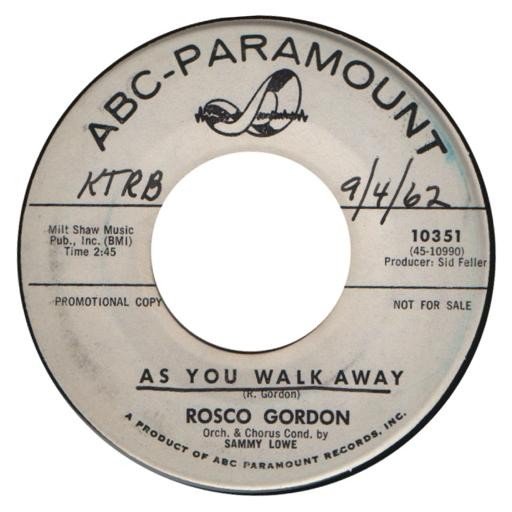 ABC-PARAMOUNT
KTRB
9/4/62
Milt Shaw Music
Pub., Inc. (BMI)
Time 2:45
10351
(45-10990)
Producer: Sid Feller
PROMOTIONAL COPY
NOT FOR SALE
AS YOU WALK AWAY
(R. Gordon)
ROSCO GORDON
Orch. & Chorus Cond. by
SAMMY LOWE
A PRODUCT OF ABC PARAMOUNT RECORDS, INC.